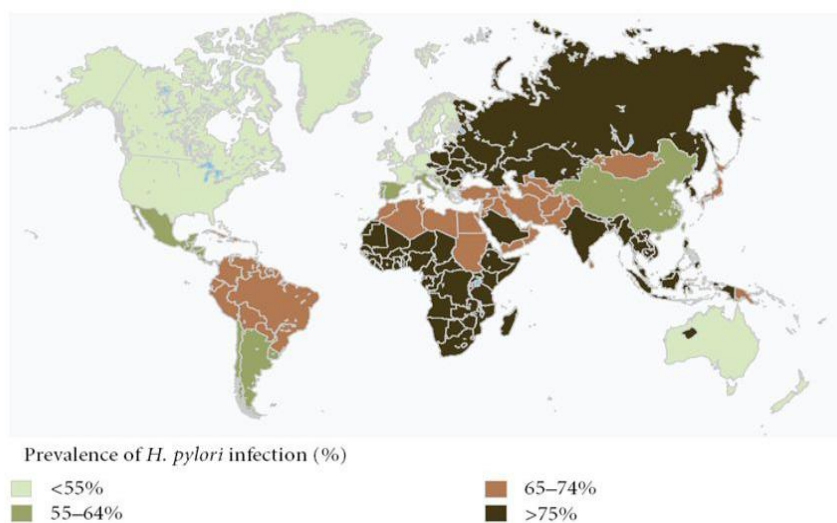 Prevalence of H. pylori infection (%)
<55%
55–64%
65–74%
>75%